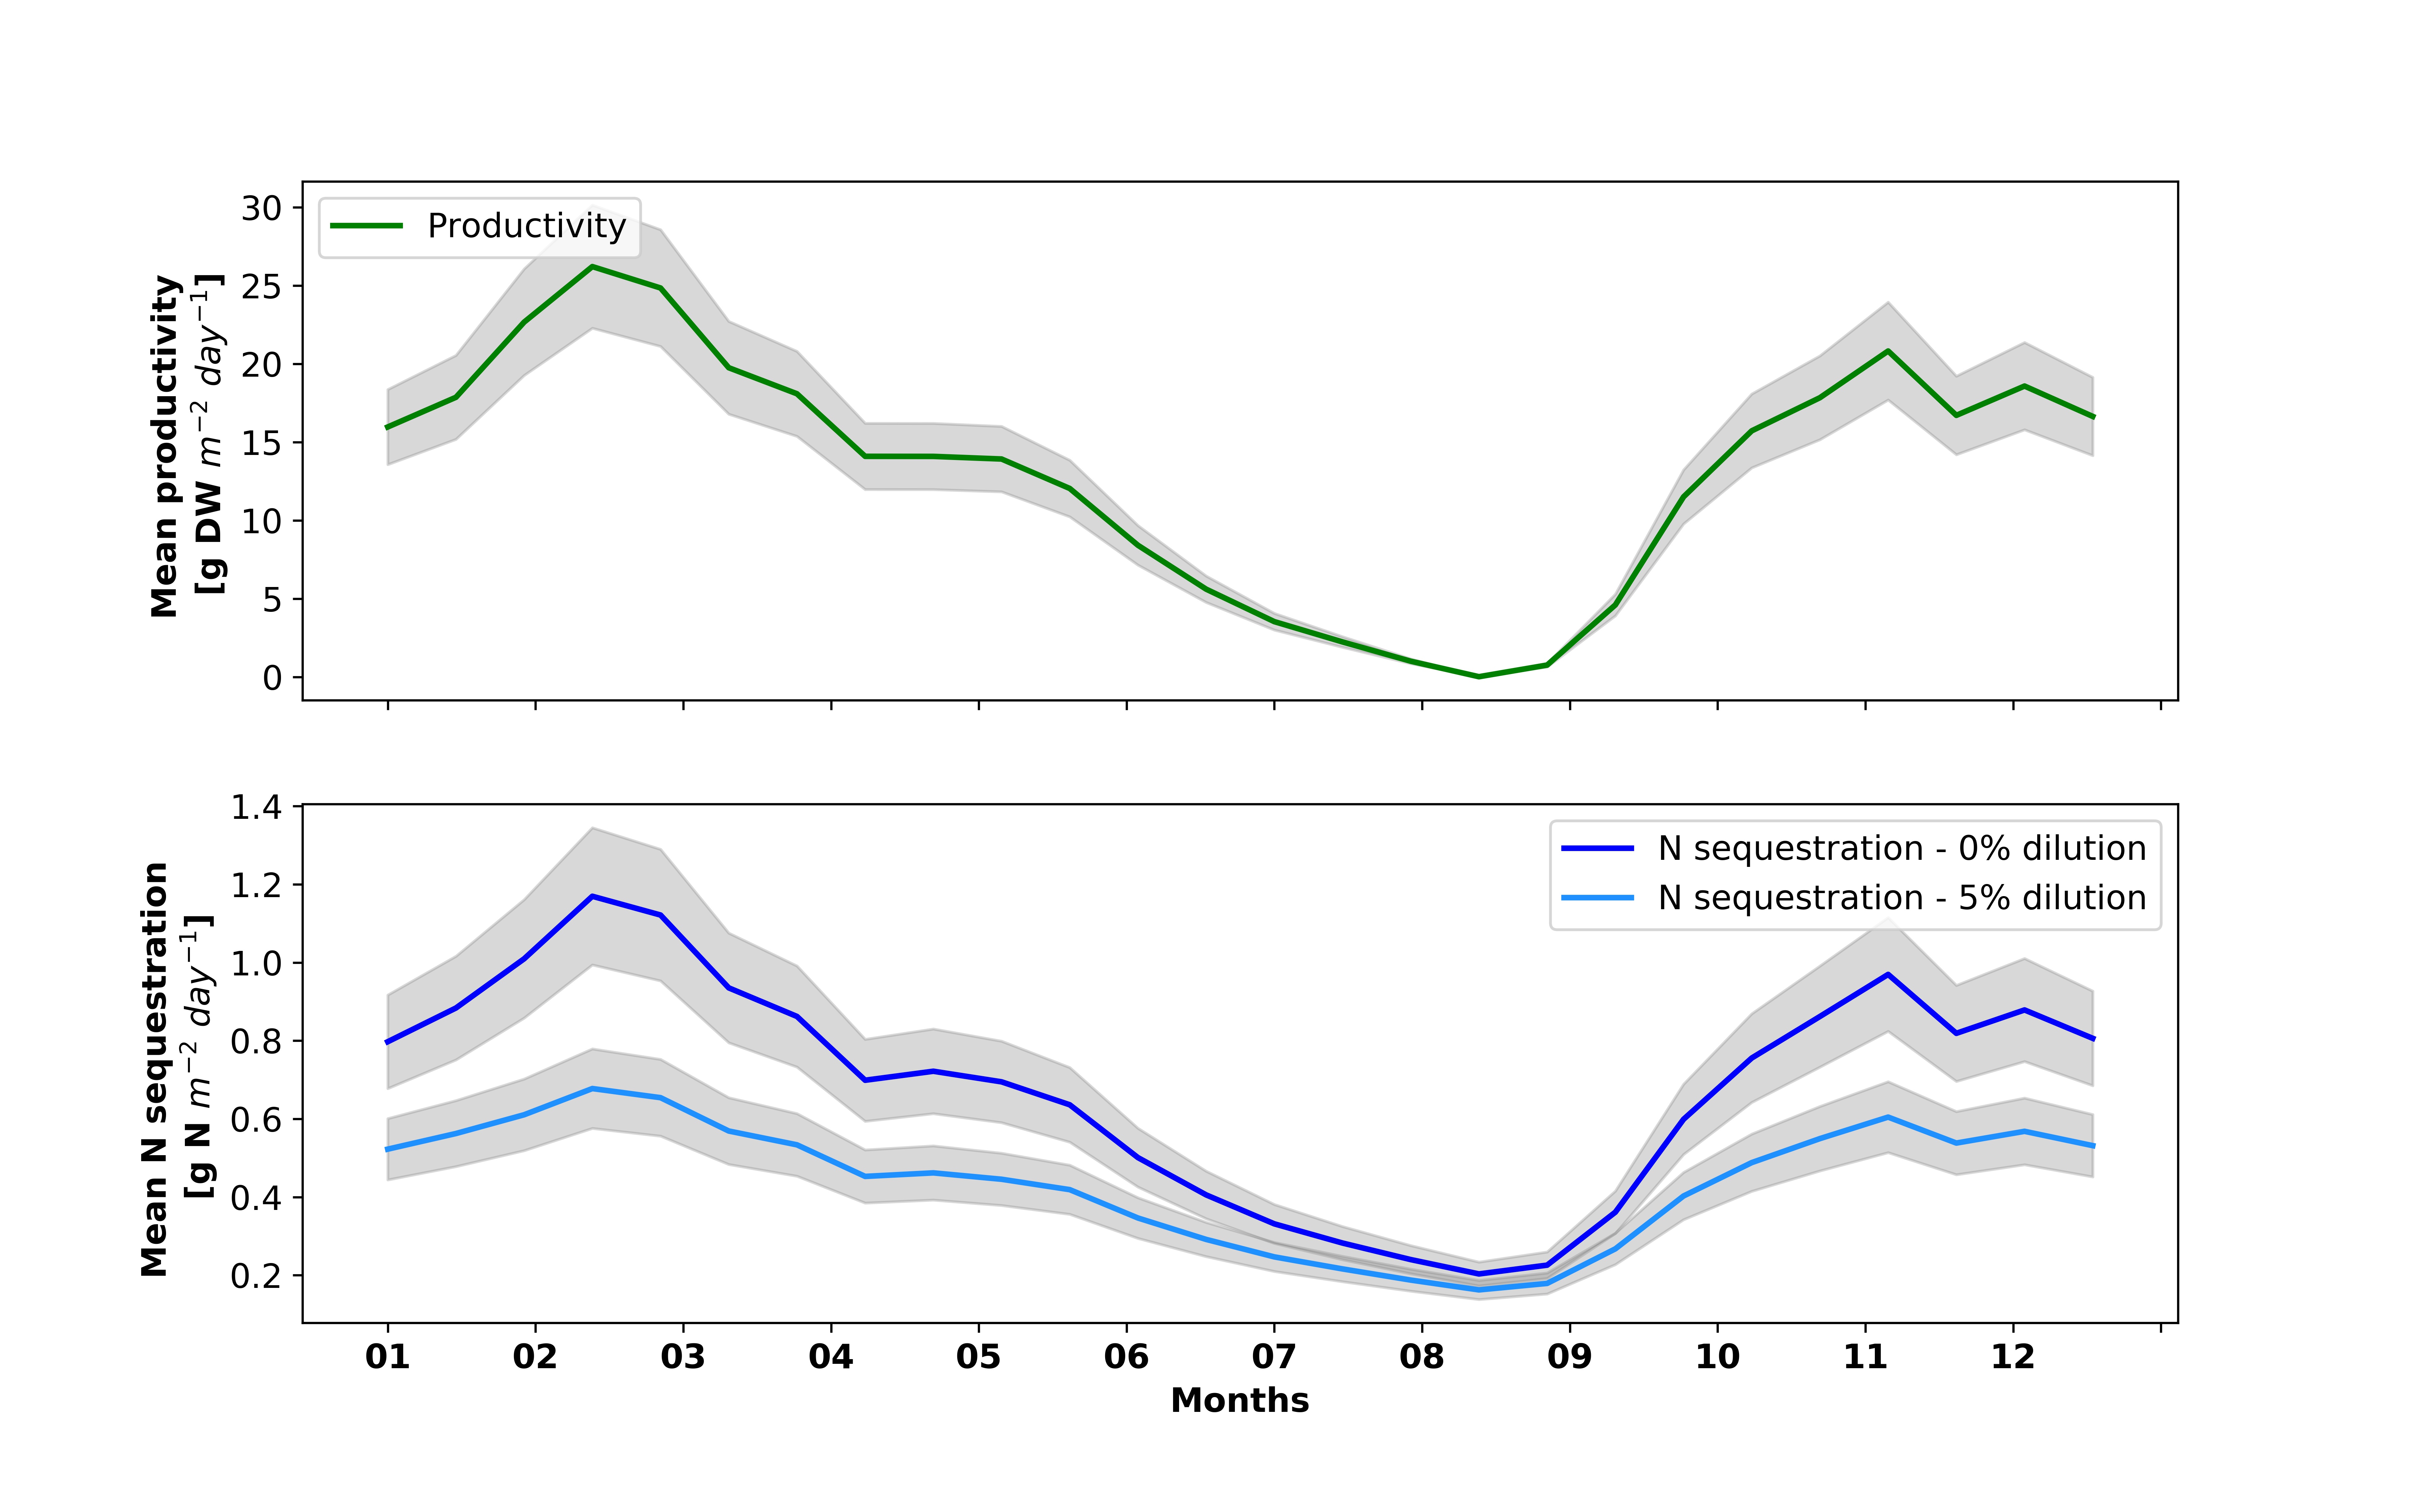 Productivity
30
25
20
15
10
5
0
Mean productivity
[g DW m⁻² day⁻¹]
N sequestration - 0% dilution
N sequestration - 5% dilution
1.4
1.2
1.0
0.8
0.6
0.4
0.2
Mean N sequestration
[g N m⁻² day⁻¹]
01 02 03 04 05 06 07 08 09 10 11 12
Months